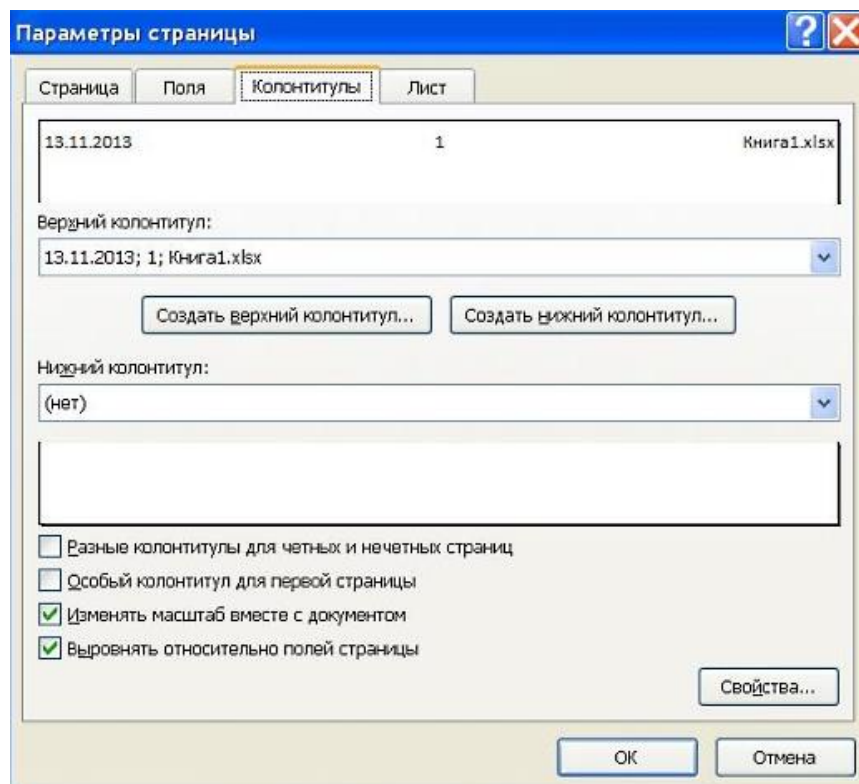 Параметры страницы
Страница Поля Колонтитулы Лист
13.11.2013 1 Книга1.xlsx
Верхний колонтитул:
13.11.2013; 1; Книга1.xlsx
Создать верхний колонтитул... Создать нижний колонтитул...
Нижний колонтитул:
(нет)
Разные колонтитулы для четных и нечетных страниц
Особый колонтитул для первой страницы
Изменять масштаб вместе с документом
Выровнять относительно полей страницы
Свойства...
ОК Отмена